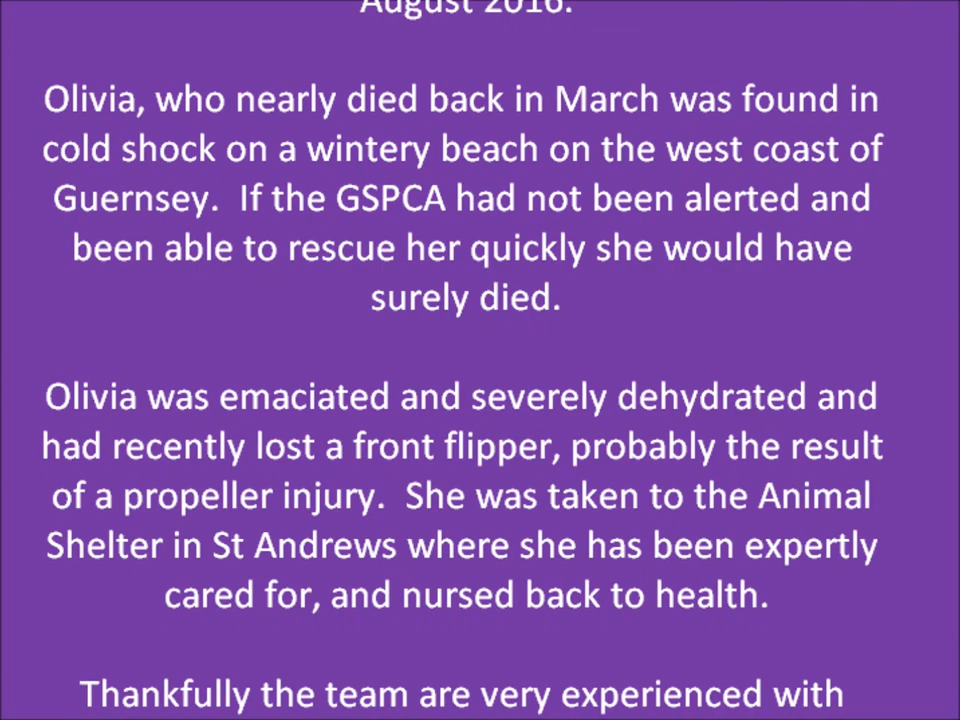 August 2016.
Olivia, who nearly died back in March was found in
cold shock on a wintery beach on the west coast of
Guernsey.  If the GSPCA had not been alerted and
been able to rescue her quickly she would have
surely died.
Olivia was emaciated and severely dehydrated and
had recently lost a front flipper, probably the result
of a propeller injury.  She was taken to the Animal
Shelter in St Andrews where she has been expertly
cared for, and nursed back to health.
Thankfully the team are very experienced with